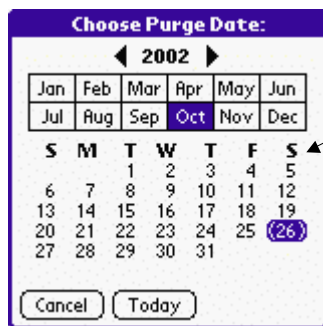 Choose Purge Date:
2002
Jan Feb Mar Apr May Jun
Jul Aug Sep Oct Nov Dec
S M T W T F S
1 2 3 4 5
6 7 8 9 10 11 12
13 14 15 16 17 18 19
20 21 22 23 24 25 (26)
27 28 29 30 31
Cancel Today